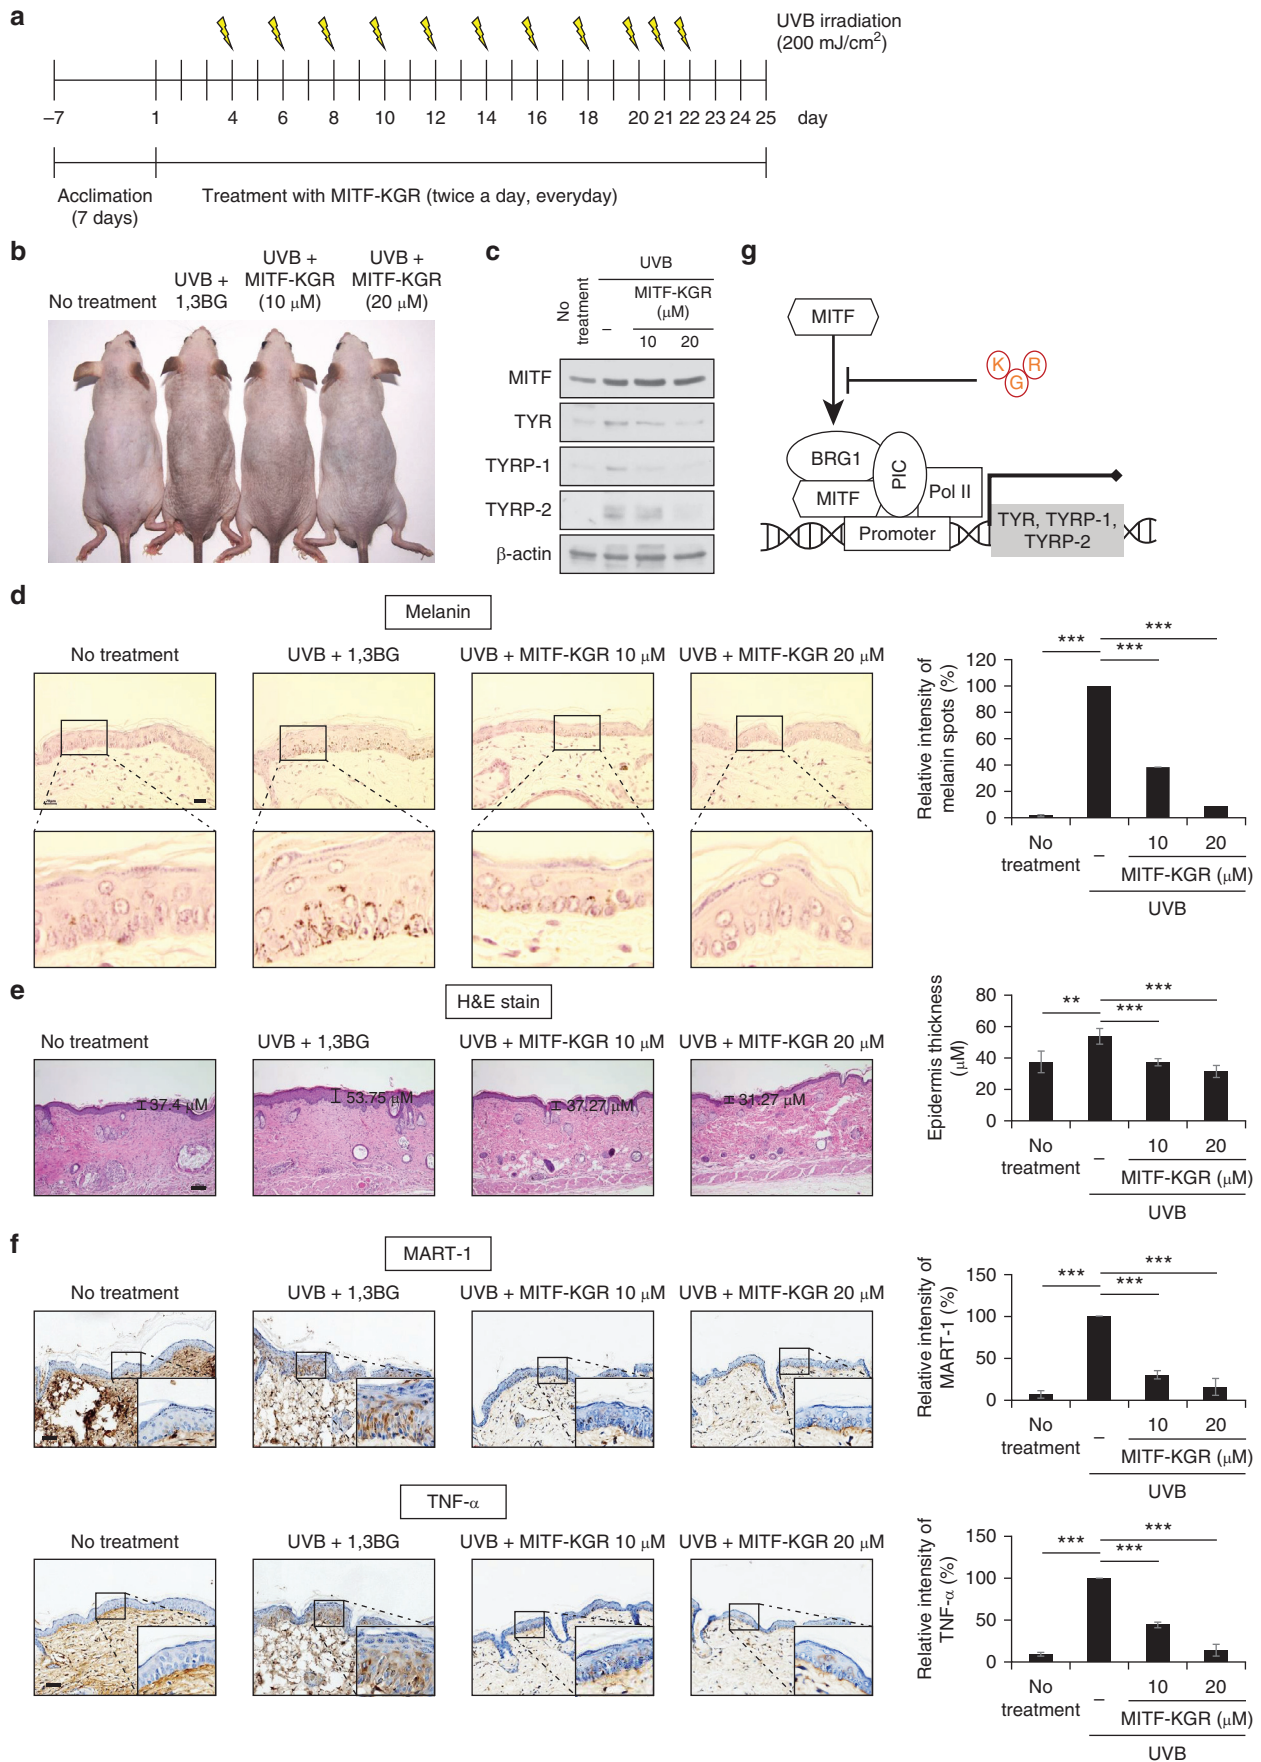 a
UVB irradiation
(200 mJ/cm²)
–7 1 4 6 8 10 12 14 16 18 20 21 22 23 24 25 day
Acclimation
(7 days)
Treatment with MITF-KGR (twice a day, everyday)
b
No treatment
UVB +
1,3BG
UVB +
MITF-KGR
(10 μM)
UVB +
MITF-KGR
(20 μM)
c
No
treatment
UVB
–
MITF-KGR
(μM)
10 20
MITF
TYR
TYRP-1
TYRP-2
β-actin
g
MITF
K G R
BRG1
MITF
PIC
Pol II
Promoter
TYR, TYRP-1,
TYRP-2
d
Melanin
No treatment
UVB + 1,3BG
UVB + MITF-KGR 10 μM
UVB + MITF-KGR 20 μM
Relative intensity of
melanin spots (%)
120
100
80
60
40
20
0
***
***
***
No
treatment
–
10 20
MITF-KGR (μM)
UVB
e
H&E stain
No treatment
UVB + 1,3BG
UVB + MITF-KGR 10 μM
UVB + MITF-KGR 20 μM
37.4 μM
53.75 μM
37.27 μM
31.27 μM
Epidermis thickness
(μM)
80
60
40
20
0
**
***
***
No
treatment
–
10 20
MITF-KGR (μM)
UVB
f
MART-1
No treatment
UVB + 1,3BG
UVB + MITF-KGR 10 μM
UVB + MITF-KGR 20 μM
Relative intensity of
MART-1 (%)
150
100
50
0
***
***
***
No
treatment
–
10 20
MITF-KGR (μM)
UVB
TNF-α
No treatment
UVB + 1,3BG
UVB + MITF-KGR 10 μM
UVB + MITF-KGR 20 μM
Relative intensity of
TNF-α (%)
150
100
50
0
***
***
***
No
treatment
–
10 20
MITF-KGR (μM)
UVB